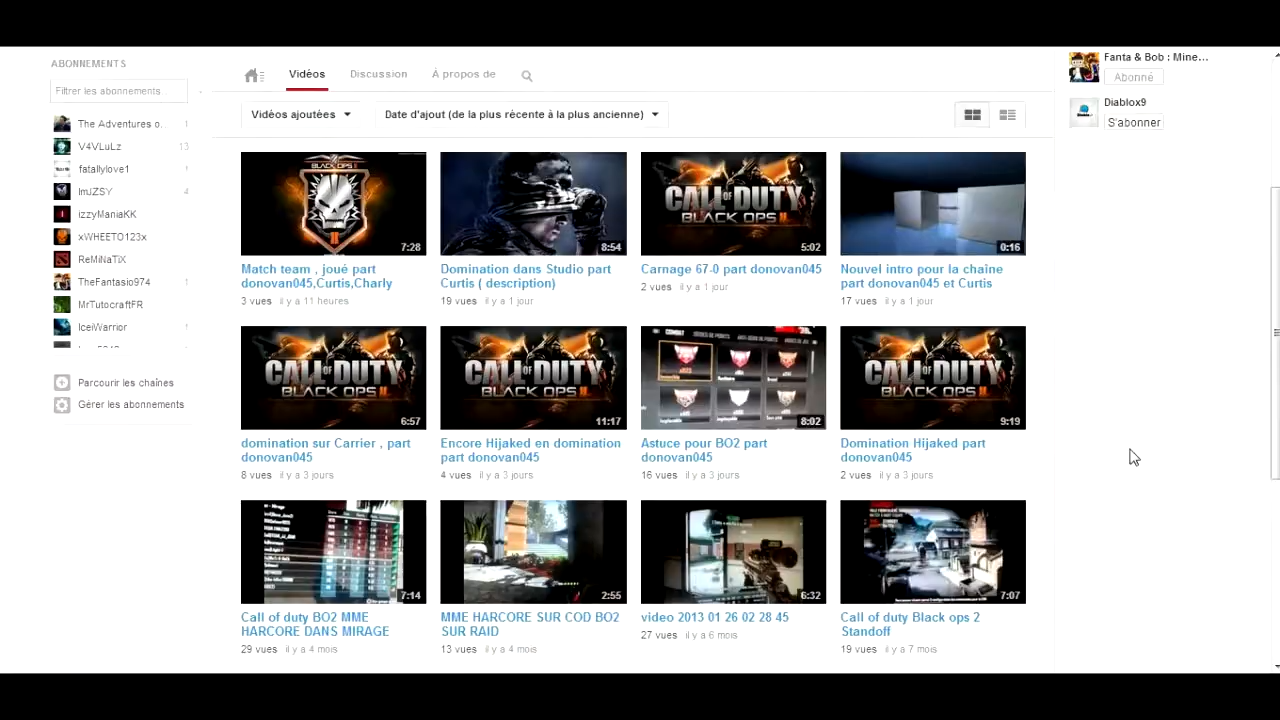 ABONNEMENTS
Filtrer les abonnements
The Adventures o... 1
V4VLuLz 13
fatallylove1 1
ImJZSY 4
izzyManiaKK
xWHEETO123x
ReMiNaTiX
TheFantasio974 1
MrTutocraftFR
IceiWarrior 1
Parcourir les chaînes
Gérer les abonnements
Vidéos Discussion À propos de
Vidéos ajoutées Date d'ajout (de la plus récente à la plus ancienne)
BLACK OPS II
7:28
Match team , joué part
donovan045,Curtis,Charly
3 vues il y a 11 heures
8:54
Domination dans Studio part
Curtis ( description)
19 vues il y a 1 jour
CALL OF DUTY
BLACK OPS II
5:02
Carnage 67-0 part donovan045
2 vues il y a 1 jour
0:16
Nouvel intro pour la chaîne
part donovan045 et Curtis
17 vues il y a 1 jour
CALL OF DUTY
BLACK OPS II
6:57
domination sur Carrier , part
donovan045
8 vues il y a 3 jours
CALL OF DUTY
BLACK OPS II
11:17
Encore Hijaked en domination
part donovan045
4 vues il y a 3 jours
COMBAT
8:02
Astuce pour BO2 part
donovan045
16 vues il y a 3 jours
CALL OF DUTY
BLACK OPS II
9:19
Domination Hijaked part
donovan045
2 vues il y a 3 jours
7:14
Call of duty BO2 MME
HARCORE DANS MIRAGE
29 vues il y a 4 mois
2:55
MME HARCORE SUR COD BO2
SUR RAID
13 vues il y a 4 mois
6:32
video 2013 01 26 02 28 45
27 vues il y a 6 mois
7:07
Call of duty Black ops 2
Standoff
19 vues il y a 7 mois
Fanta & Bob : Mine...
Abonné
Diablox9
S'abonner